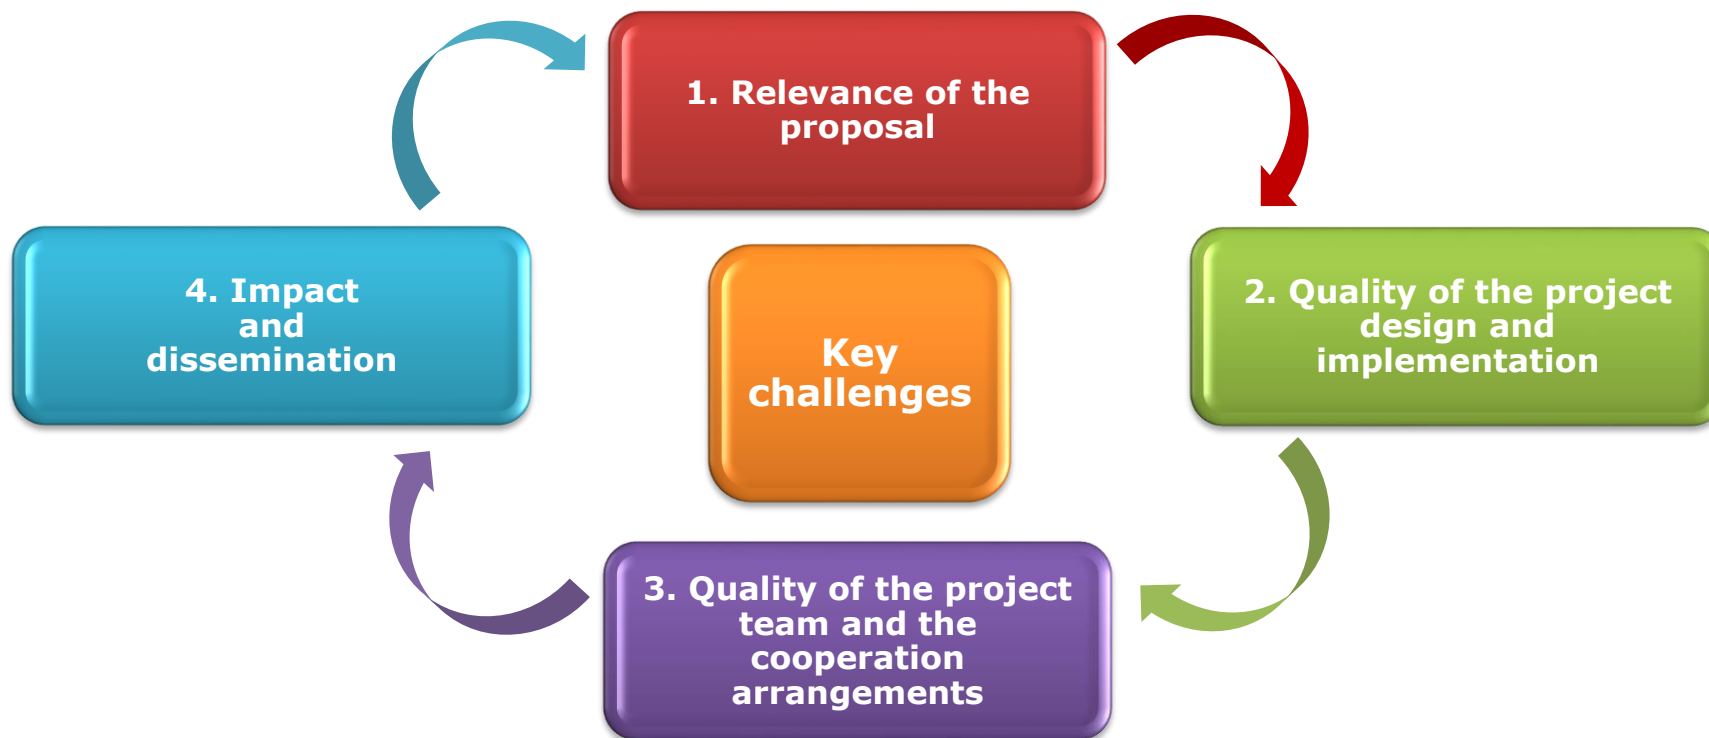 1. Relevance of the
proposal
2. Quality of the project
design and
implementation
3. Quality of the project
team and the
cooperation
arrangements
4. Impact
and
dissemination
Key
challenges